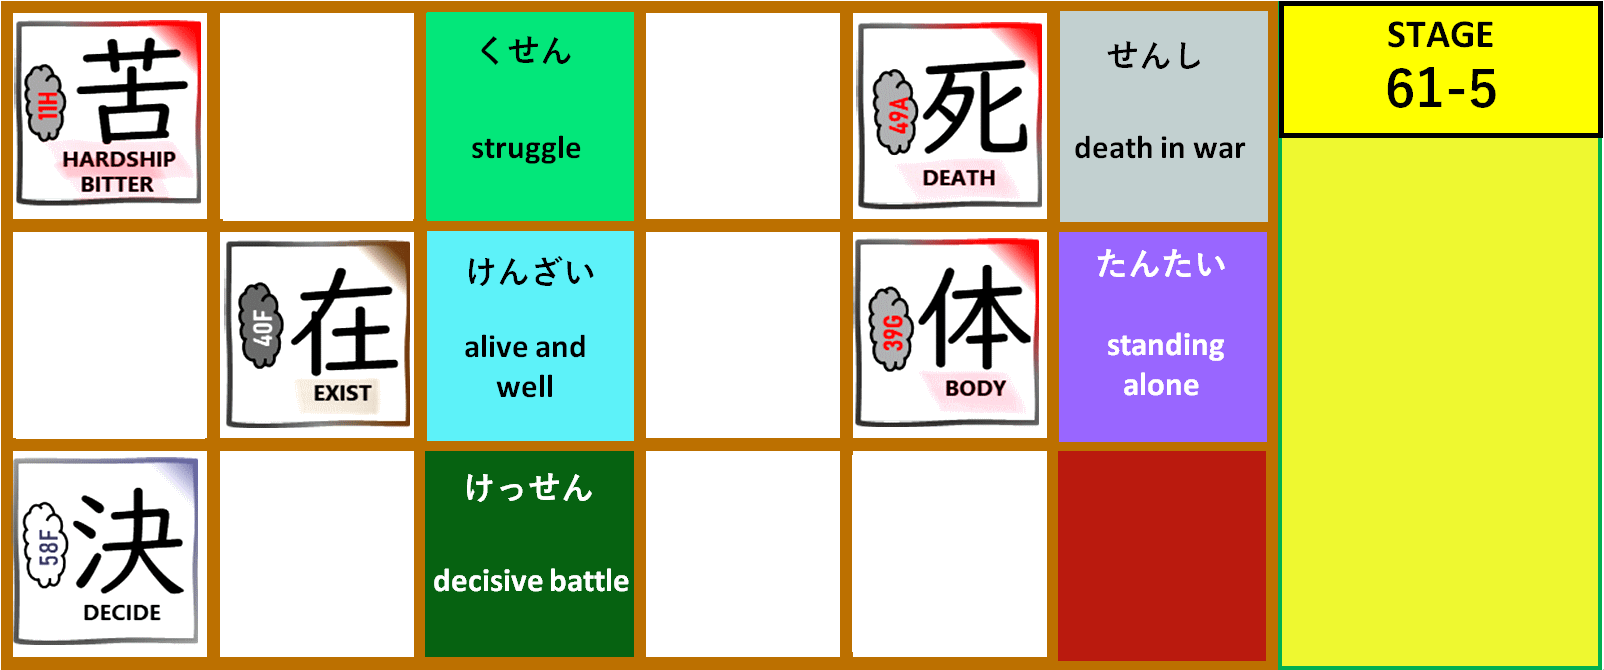 苦
11H
HARDSHIP
BITTER
くせん
struggle
死
49A
DEATH
せんし
death in war
STAGE
61-5
在
40F
EXIST
けんざい
alive and
well
体
39G
BODY
たんたい
standing
alone
決
58F
DECIDE
けっせん
decisive battle